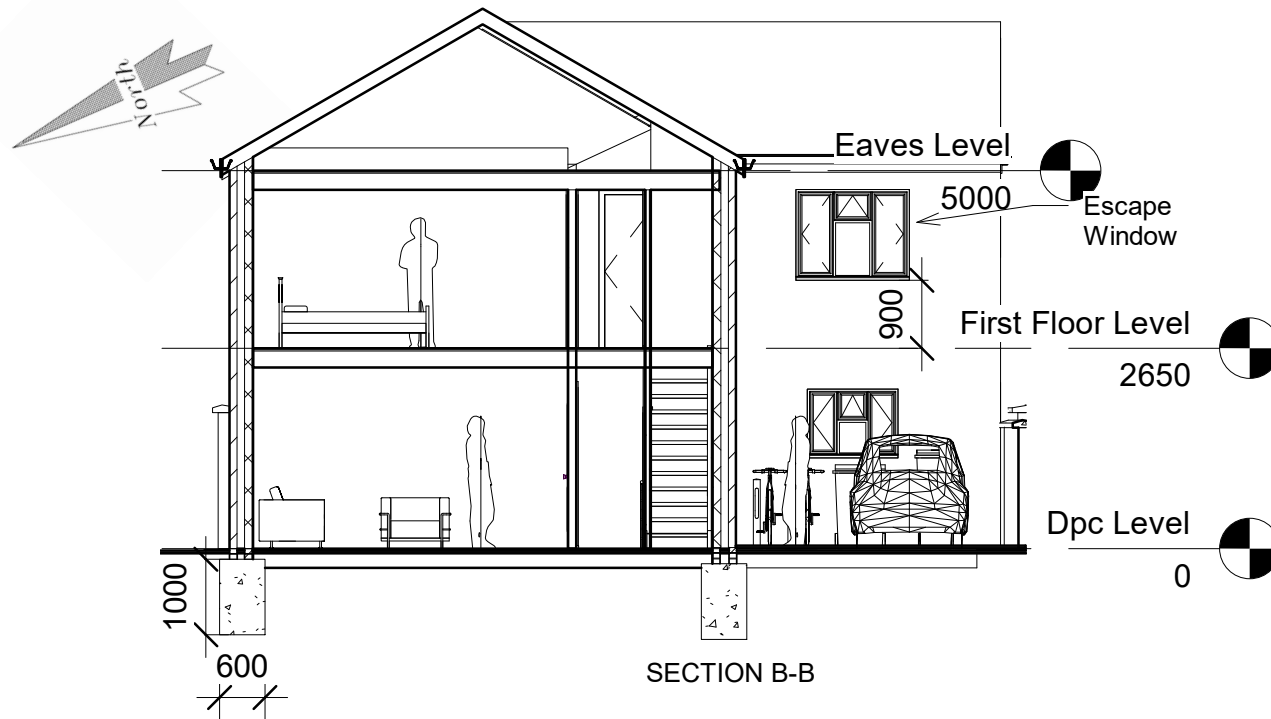 North
Eaves Level
5000
Escape
Window
900
First Floor Level
2650
Dpc Level
0
1000
600
SECTION B-B